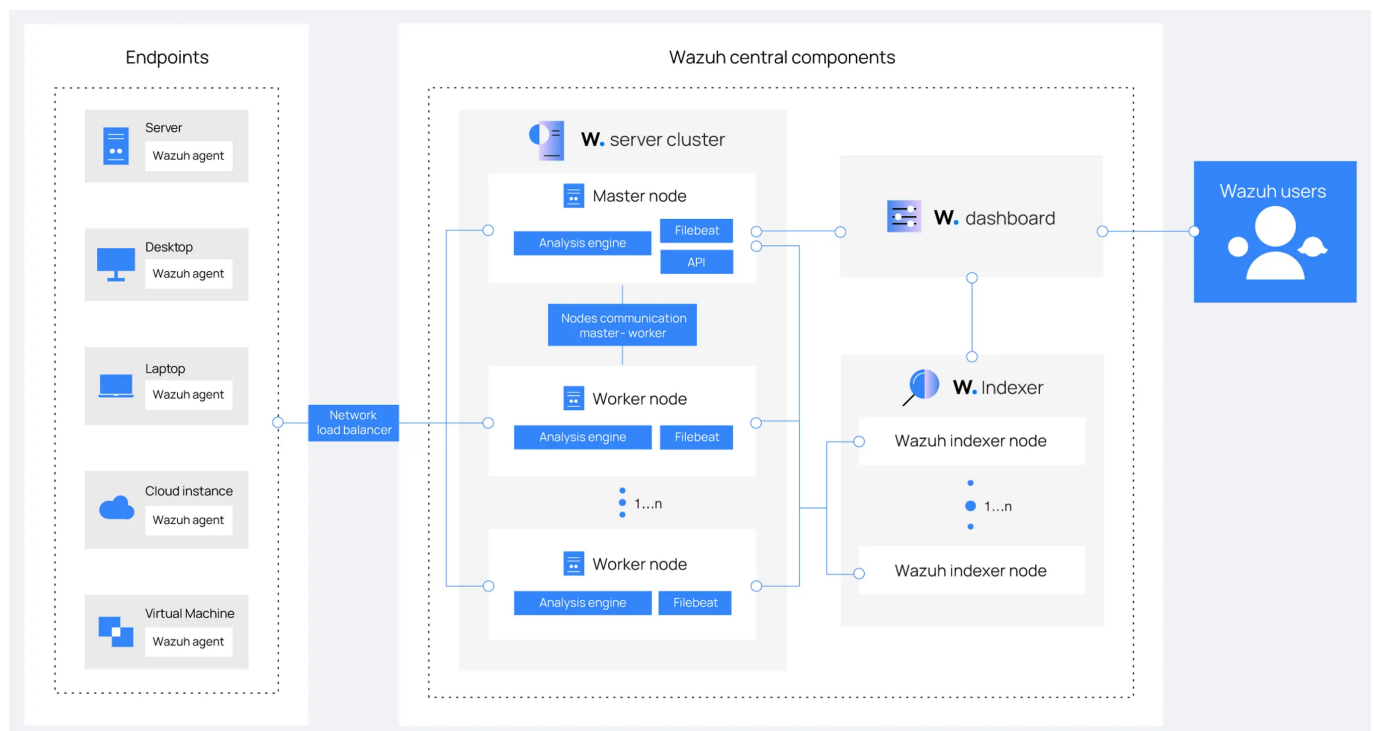 Endpoints
Server
Wazuh agent
Desktop
Wazuh agent
Laptop
Wazuh agent
Cloud instance
Wazuh agent
Virtual Machine
Wazuh agent
Network
load balancer
Wazuh central components
W. server cluster
Master node
Analysis engine
Filebeat
API
Nodes communication
master- worker
Worker node
Analysis engine
Filebeat
1...n
Worker node
Analysis engine
Filebeat
W. dashboard
W. Indexer
Wazuh indexer node
1...n
Wazuh indexer node
Wazuh users